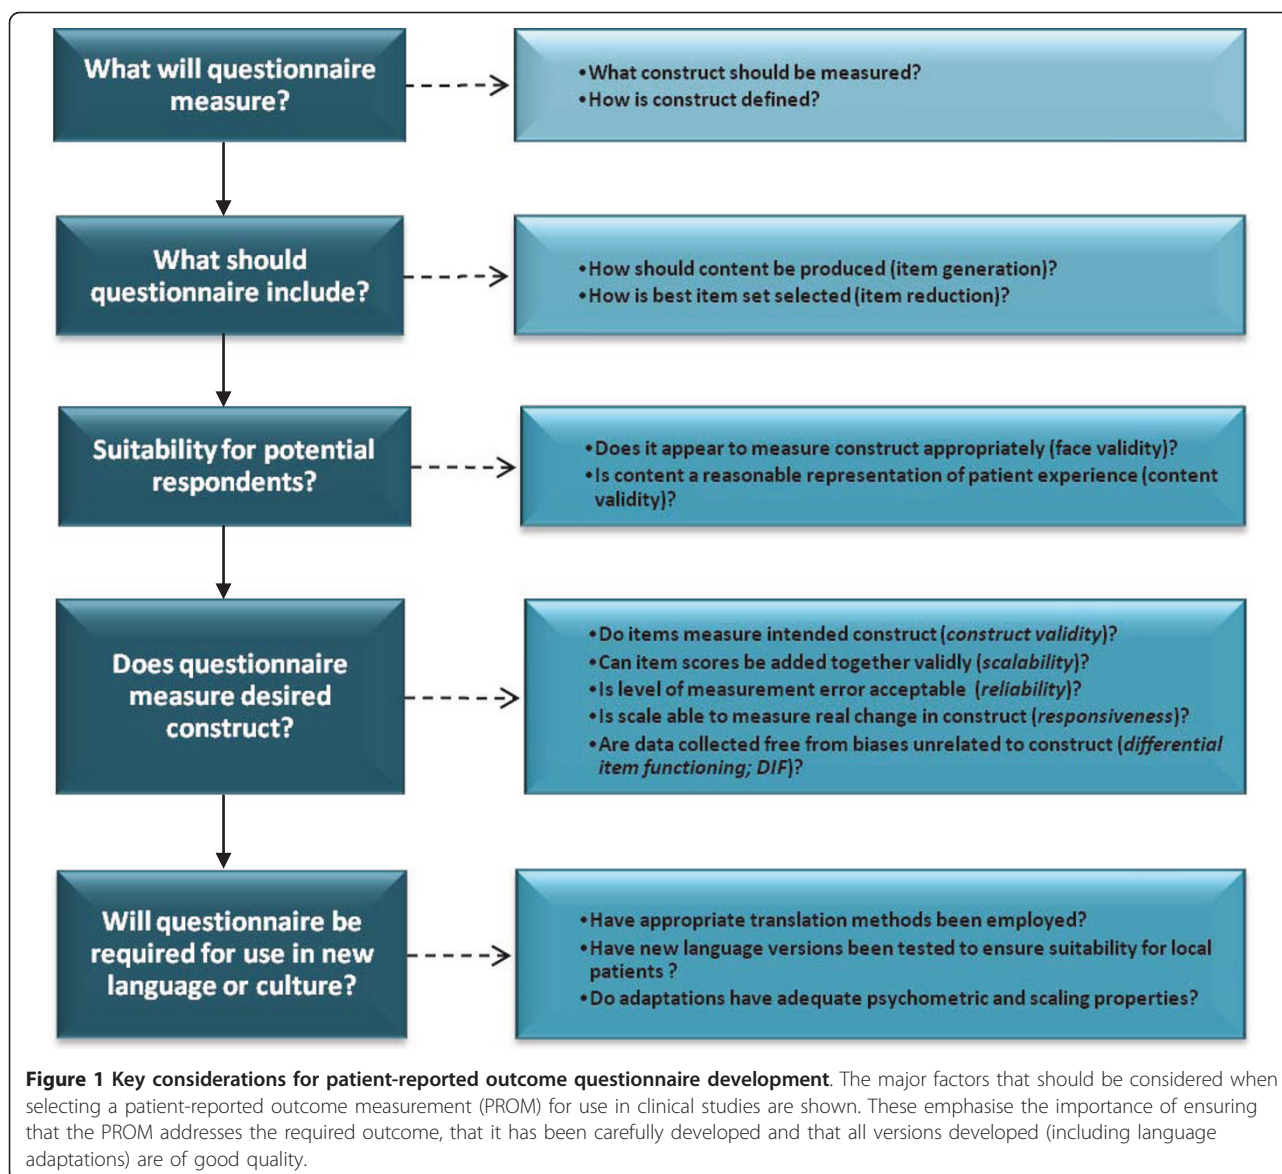 What will questionnaire
measure?
•What construct should be measured?
•How is construct defined?
What should
questionnaire include?
•How should content be produced (item generation)?
•How is best item set selected (item reduction)?
Suitability for potential
respondents?
•Does it appear to measure construct appropriately (face validity)?
•Is content a reasonable representation of patient experience (content
validity)?
Does questionnaire
measure desired
construct?
•Do items measure intended construct (construct validity)?
•Can item scores be added together validly (scalability)?
•Is level of measurement error acceptable (reliability)?
•Is scale able to measure real change in construct (responsiveness)?
•Are data collected free from biases unrelated to construct (differential
item functioning; DIF)?
Will questionnaire be
required for use in new
language or culture?
•Have appropriate translation methods been employed?
•Have new language versions been tested to ensure suitability for local
patients ?
•Do adaptations have adequate psychometric and scaling properties?
Figure 1 Key considerations for patient-reported outcome questionnaire development. The major factors that should be considered when
selecting a patient-reported outcome measurement (PROM) for use in clinical studies are shown. These emphasise the importance of ensuring
that the PROM addresses the required outcome, that it has been carefully developed and that all versions developed (including language
adaptations) are of good quality.